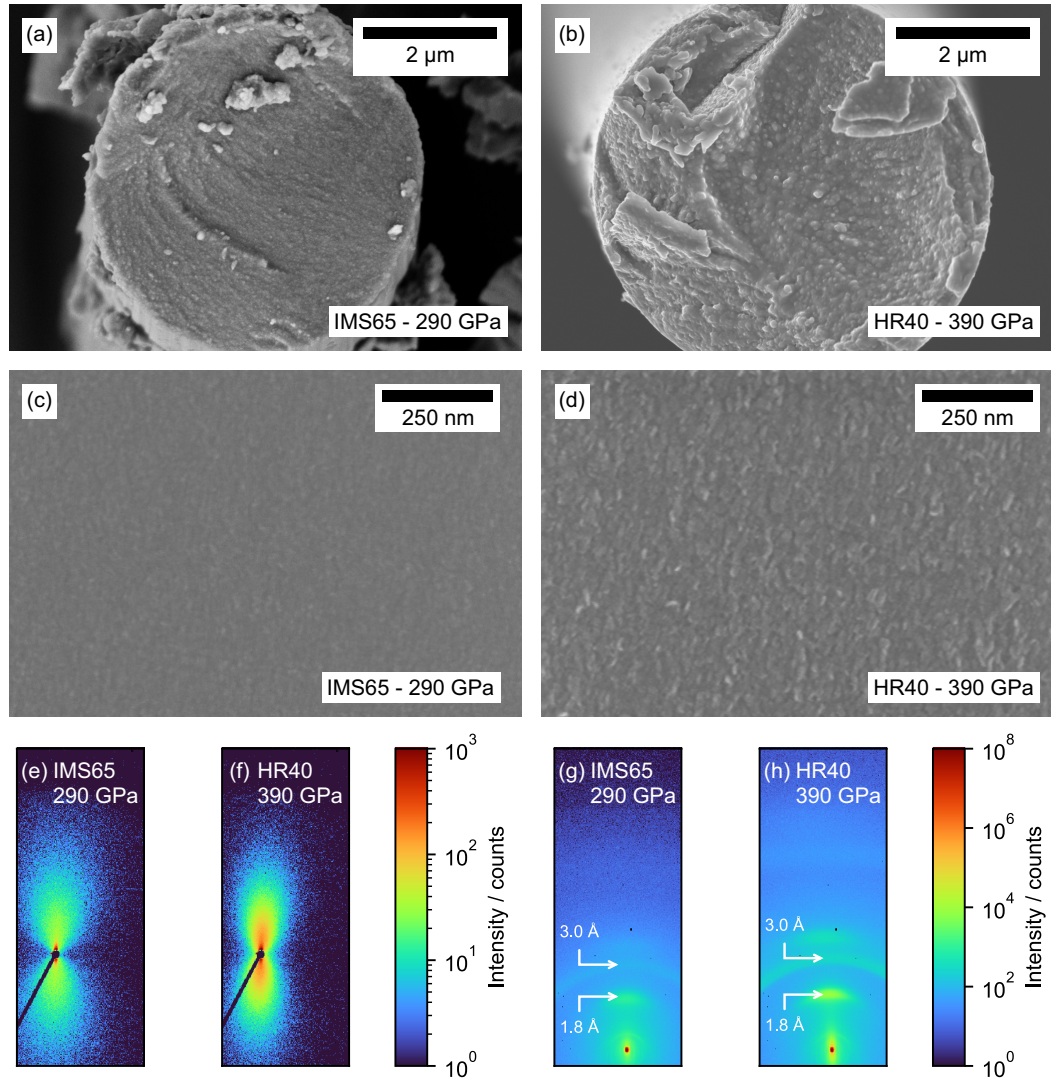 (a)
2 µm
IMS65 - 290 GPa
(b)
2 µm
HR40 - 390 GPa
(c)
250 nm
IMS65 - 290 GPa
(d)
250 nm
HR40 - 390 GPa
(e) IMS65
290 GPa
(f) HR40
390 GPa
10³
10²
10¹
10⁰
Intensity / counts
(g) IMS65
290 GPa
3.0 Å
1.8 Å
(h) HR40
390 GPa
3.0 Å
1.8 Å
10⁸
10⁶
10⁴
10²
10⁰
Intensity / counts